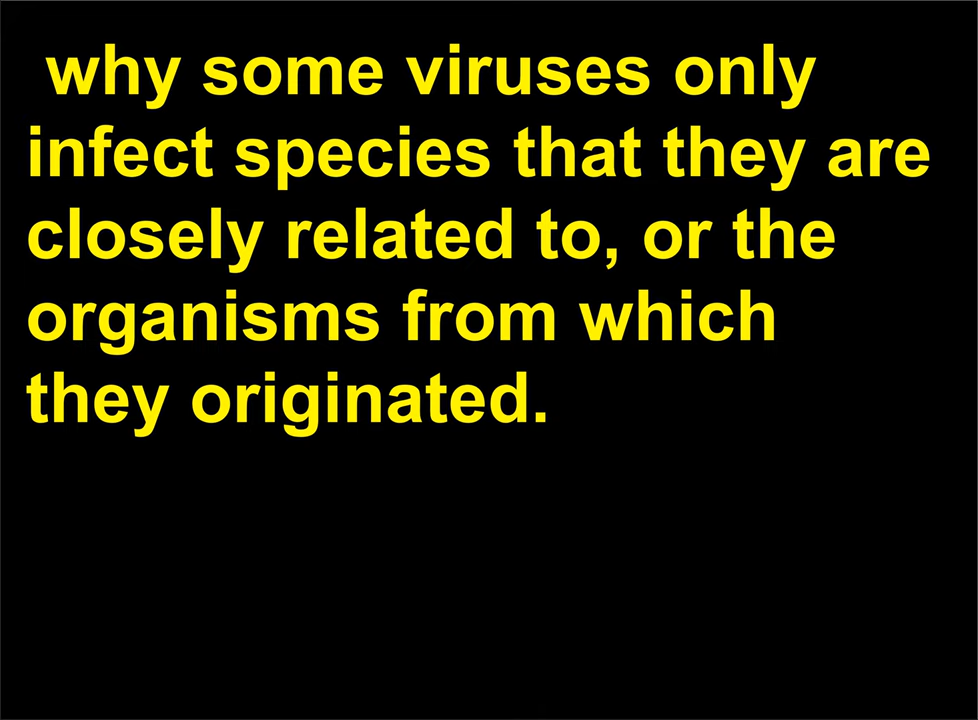 why some viruses only
infect species that they are
closely related to, or the
organisms from which
they originated.